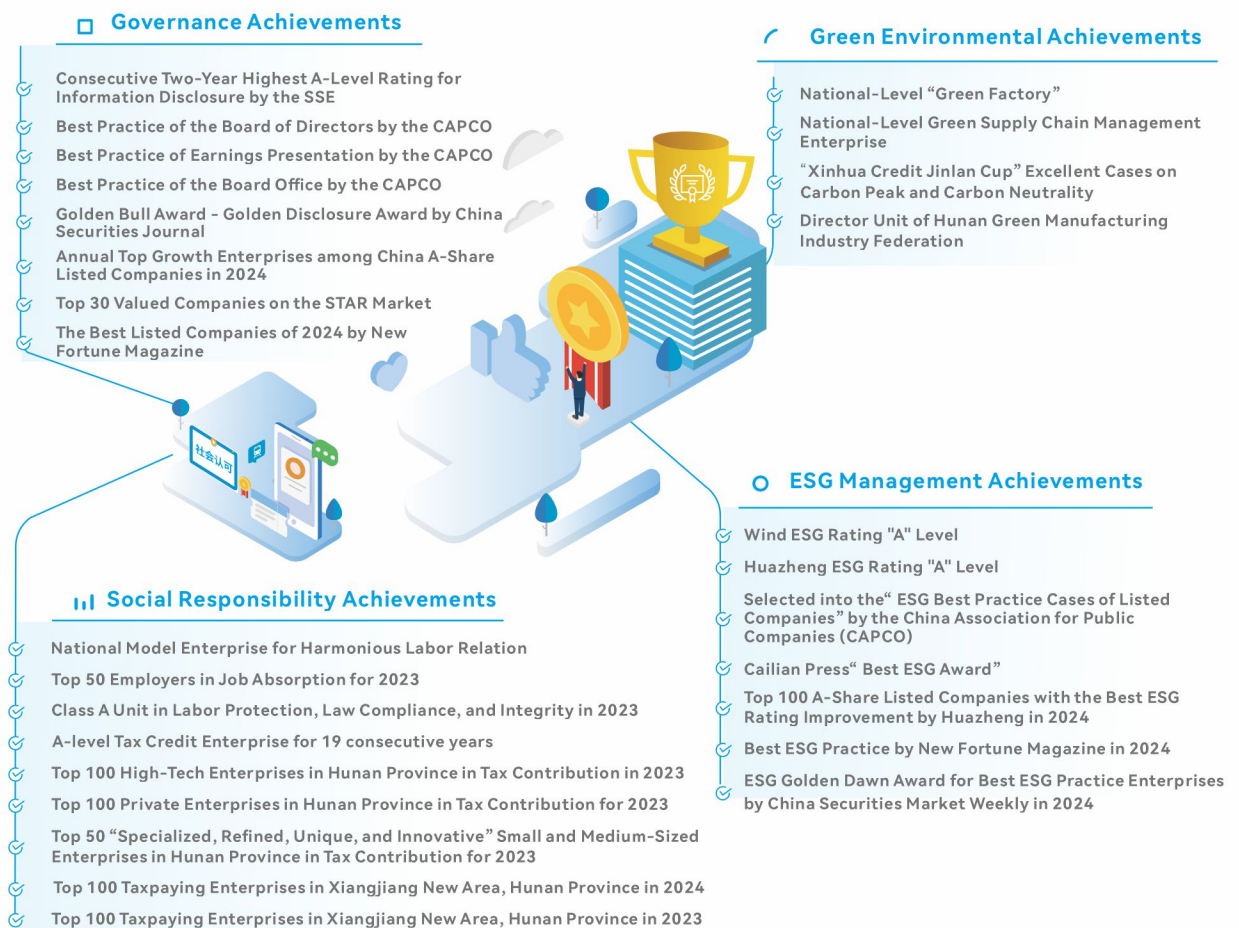 Governance Achievements
Consecutive Two-Year Highest A-Level Rating for
Information Disclosure by the SSE
Best Practice of the Board of Directors by the CAPCO
Best Practice of Earnings Presentation by the CAPCO
Best Practice of the Board Office by the CAPCO
Golden Bull Award - Golden Disclosure Award by China
Securities Journal
Annual Top Growth Enterprises among China A-Share
Listed Companies in 2024
Top 30 Valued Companies on the STAR Market
The Best Listed Companies of 2024 by New
Fortune Magazine
Green Environmental Achievements
National-Level “Green Factory”
National-Level Green Supply Chain Management
Enterprise
“Xinhua Credit Jinlan Cup” Excellent Cases on
Carbon Peak and Carbon Neutrality
Director Unit of Hunan Green Manufacturing
Industry Federation
社会认可
ESG Management Achievements
Wind ESG Rating "A" Level
Huazheng ESG Rating "A" Level
Selected into the“ ESG Best Practice Cases of Listed
Companies” by the China Association for Public
Companies (CAPCO)
Cailian Press“ Best ESG Award”
Top 100 A-Share Listed Companies with the Best ESG
Rating Improvement by Huazheng in 2024
Best ESG Practice by New Fortune Magazine in 2024
ESG Golden Dawn Award for Best ESG Practice Enterprises
by China Securities Market Weekly in 2024
Social Responsibility Achievements
National Model Enterprise for Harmonious Labor Relation
Top 50 Employers in Job Absorption for 2023
Class A Unit in Labor Protection, Law Compliance, and Integrity in 2023
A-level Tax Credit Enterprise for 19 consecutive years
Top 100 High-Tech Enterprises in Hunan Province in Tax Contribution in 2023
Top 100 Private Enterprises in Hunan Province in Tax Contribution for 2023
Top 50 “Specialized, Refined, Unique, and Innovative” Small and Medium-Sized
Enterprises in Hunan Province in Tax Contribution for 2023
Top 100 Taxpaying Enterprises in Xiangjiang New Area, Hunan Province in 2024
Top 100 Taxpaying Enterprises in Xiangjiang New Area, Hunan Province in 2023